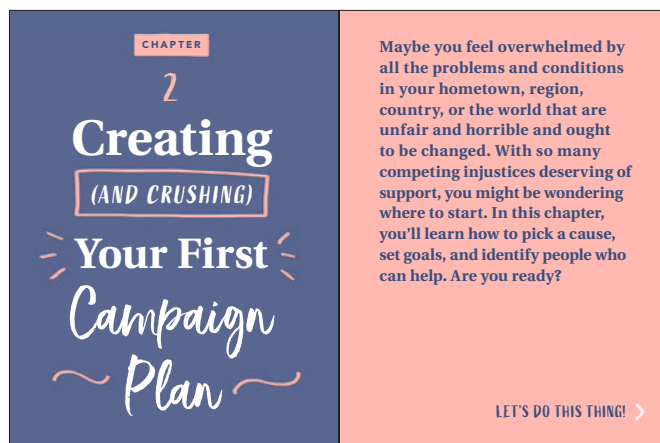 CHAPTER
2
Creating
(AND CRUSHING)
Your First
Campaign
Plan
Maybe you feel overwhelmed by
all the problems and conditions
in your hometown, region,
country, or the world that are
unfair and horrible and ought
to be changed. With so many
competing injustices deserving of
support, you might be wondering
where to start. In this chapter,
you’ll learn how to pick a cause,
set goals, and identify people who
can help. Are you ready?
LET'S DO THIS THING!